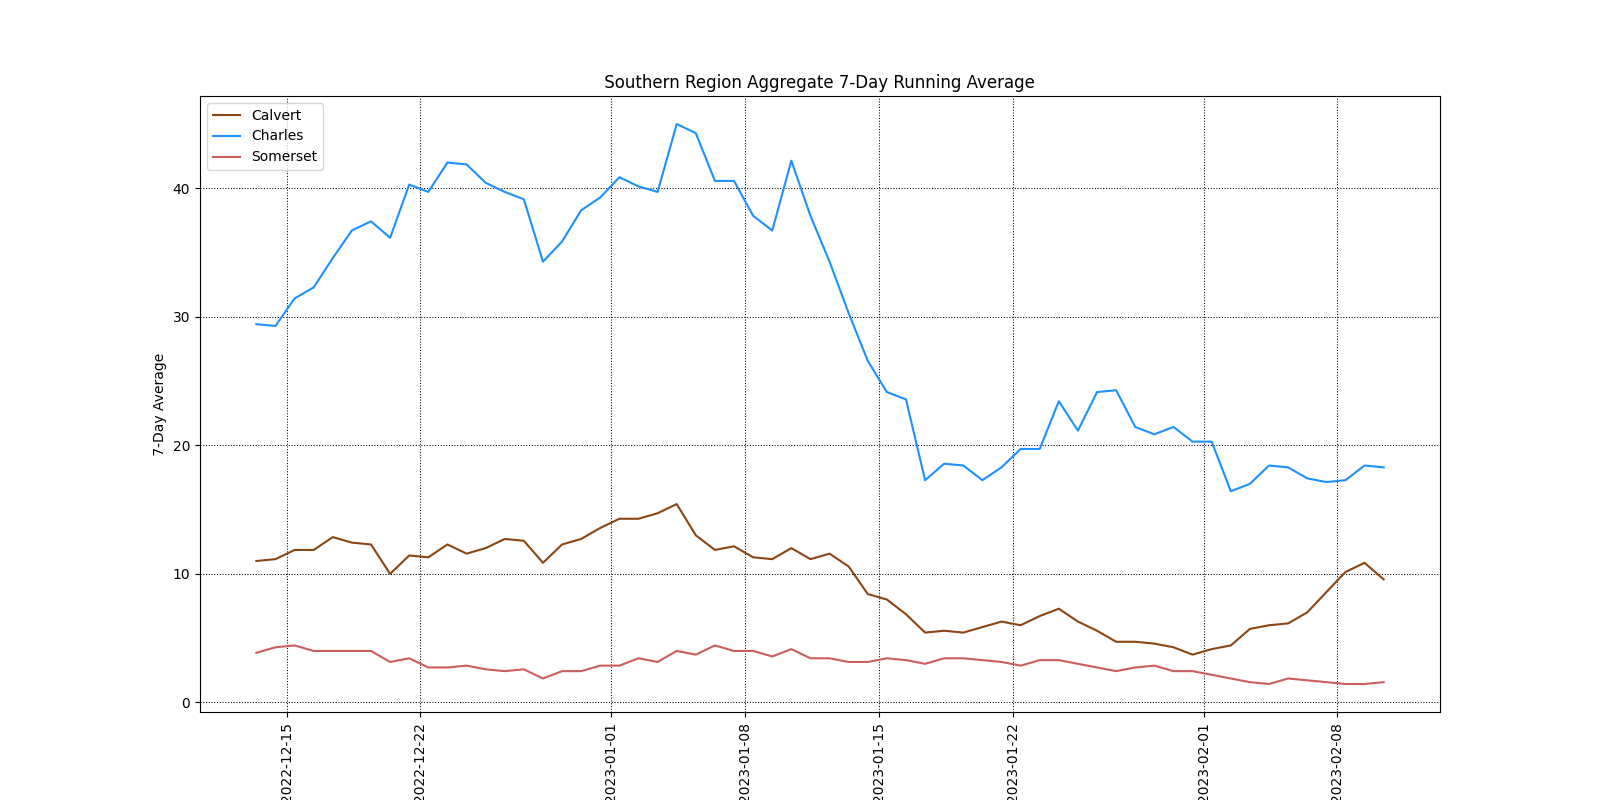 Southern Region Aggregate 7-Day Running Average
Calvert
Charles
Somerset
7-Day Average
40
30
20
10
0
2022-12-15
2022-12-22
2023-01-01
2023-01-08
2023-01-15
2023-01-22
2023-02-01
2023-02-08